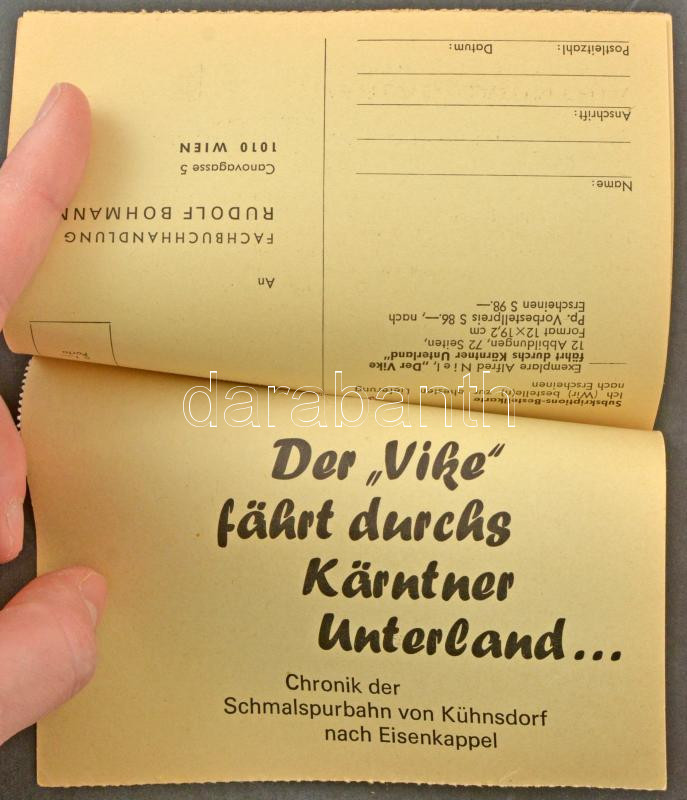 Subskriptions-Bestellkarte
Ich (Wir) bestelle(n) zur ehesten Lieferung
nach Erscheinen
Exemplare Alfred Niel, „Der Vike
fährt durchs Kärntner Unterland"
12 Abbildungen, 72 Seiten,
Format 12×19,2 cm
Pp. Vorbestellpreis S 86.—, nach
Erscheinen S 98.—
Name:
Anschrift:
Postleitzahl: Datum:
Porto
An
FACHBUCHHANDLUNG
RUDOLF BOHMANN
Canovagasse 5
1010 WIEN
darabanth
Der „Vike"
fährt durchs
Kärntner
Unterland...
Chronik der
Schmalspurbahn von Kühnsdorf
nach Eisenkappel